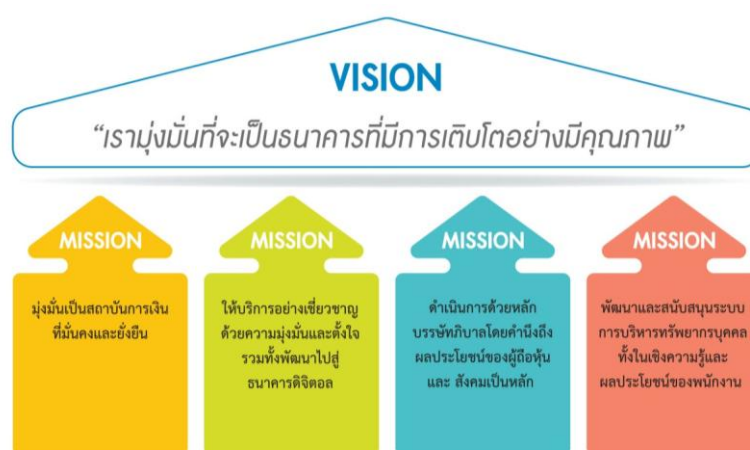 VISION
“เรามุ่งมั่นที่จะเป็นธนาคารที่มีการเติบโตอย่างมีคุณภาพ”
MISSION
มุ่งมั่นเป็นสถาบันการเงิน
ที่มั่นคงและยั่งยืน
MISSION
ให้บริการอย่างเชี่ยวชาญ
ด้วยความมุ่งมั่นและตั้งใจ
รวมทั้งพัฒนาไปสู่
ธนาคารดิจิตอล
MISSION
ดำเนินการด้วยหลัก
บรรษัทภิบาลโดยคำนึงถึง
ผลประโยชน์ของผู้ถือหุ้น
และ สังคมเป็นหลัก
MISSION
พัฒนาและสนับสนุนระบบ
การบริหารทรัพยากรบุคคล
ทั้งในเชิงความรู้และ
ผลประโยชน์ของพนักงาน